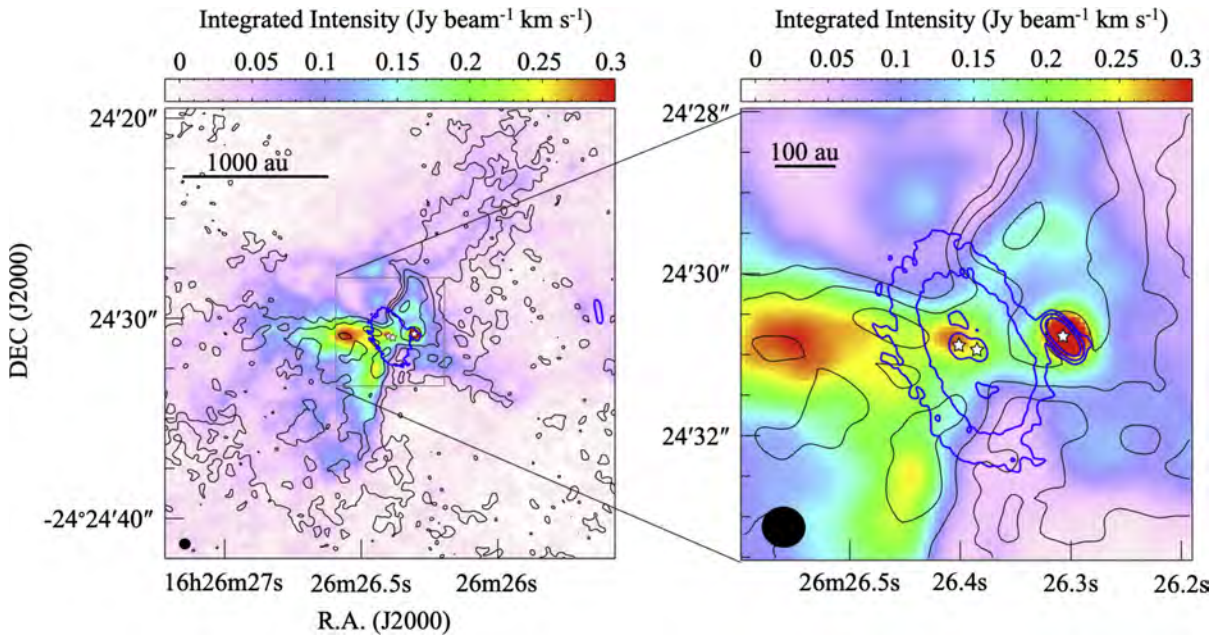 Integrated Intensity (Jy beam⁻¹ km s⁻¹)
0 0.05 0.1 0.15 0.2 0.25 0.3
24′20″
1000 au
24′30″
-24°24′40″
16h26m27s 26m26.5s 26m26s
R.A. (J2000)
DEC (J2000)
Integrated Intensity (Jy beam⁻¹ km s⁻¹)
0 0.05 0.1 0.15 0.2 0.25 0.3
24′28″
100 au
24′30″
24′32″
26m26.5s 26.4s 26.3s 26.2s